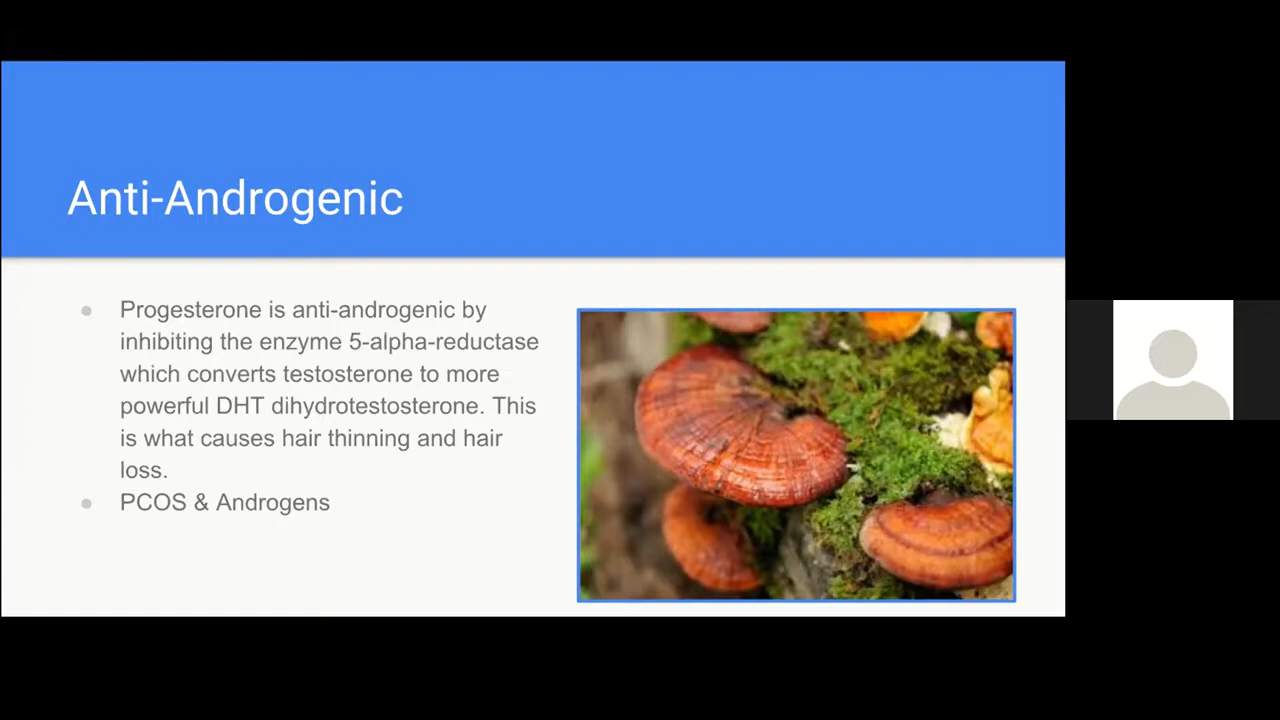 Anti-Androgenic
Progesterone is anti-androgenic by
inhibiting the enzyme 5-alpha-reductase
which converts testosterone to more
powerful DHT dihydrotestosterone. This
is what causes hair thinning and hair
loss.
PCOS & Androgens